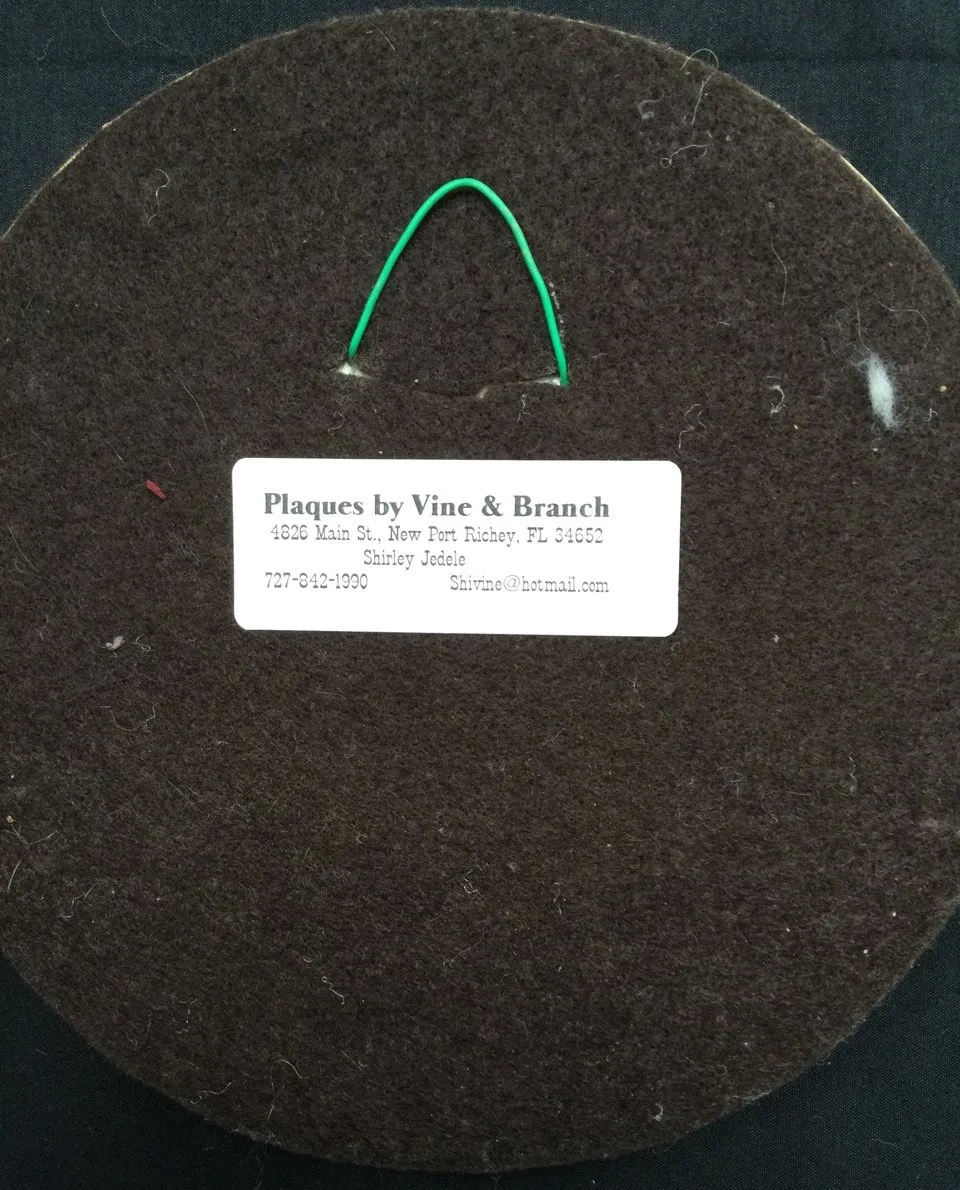 Plaques by Vine & Branch
4826 Main St., New Port Richey, FL 34652
Shirley Jedele
727-842-1990 Shivine@hotmail.com